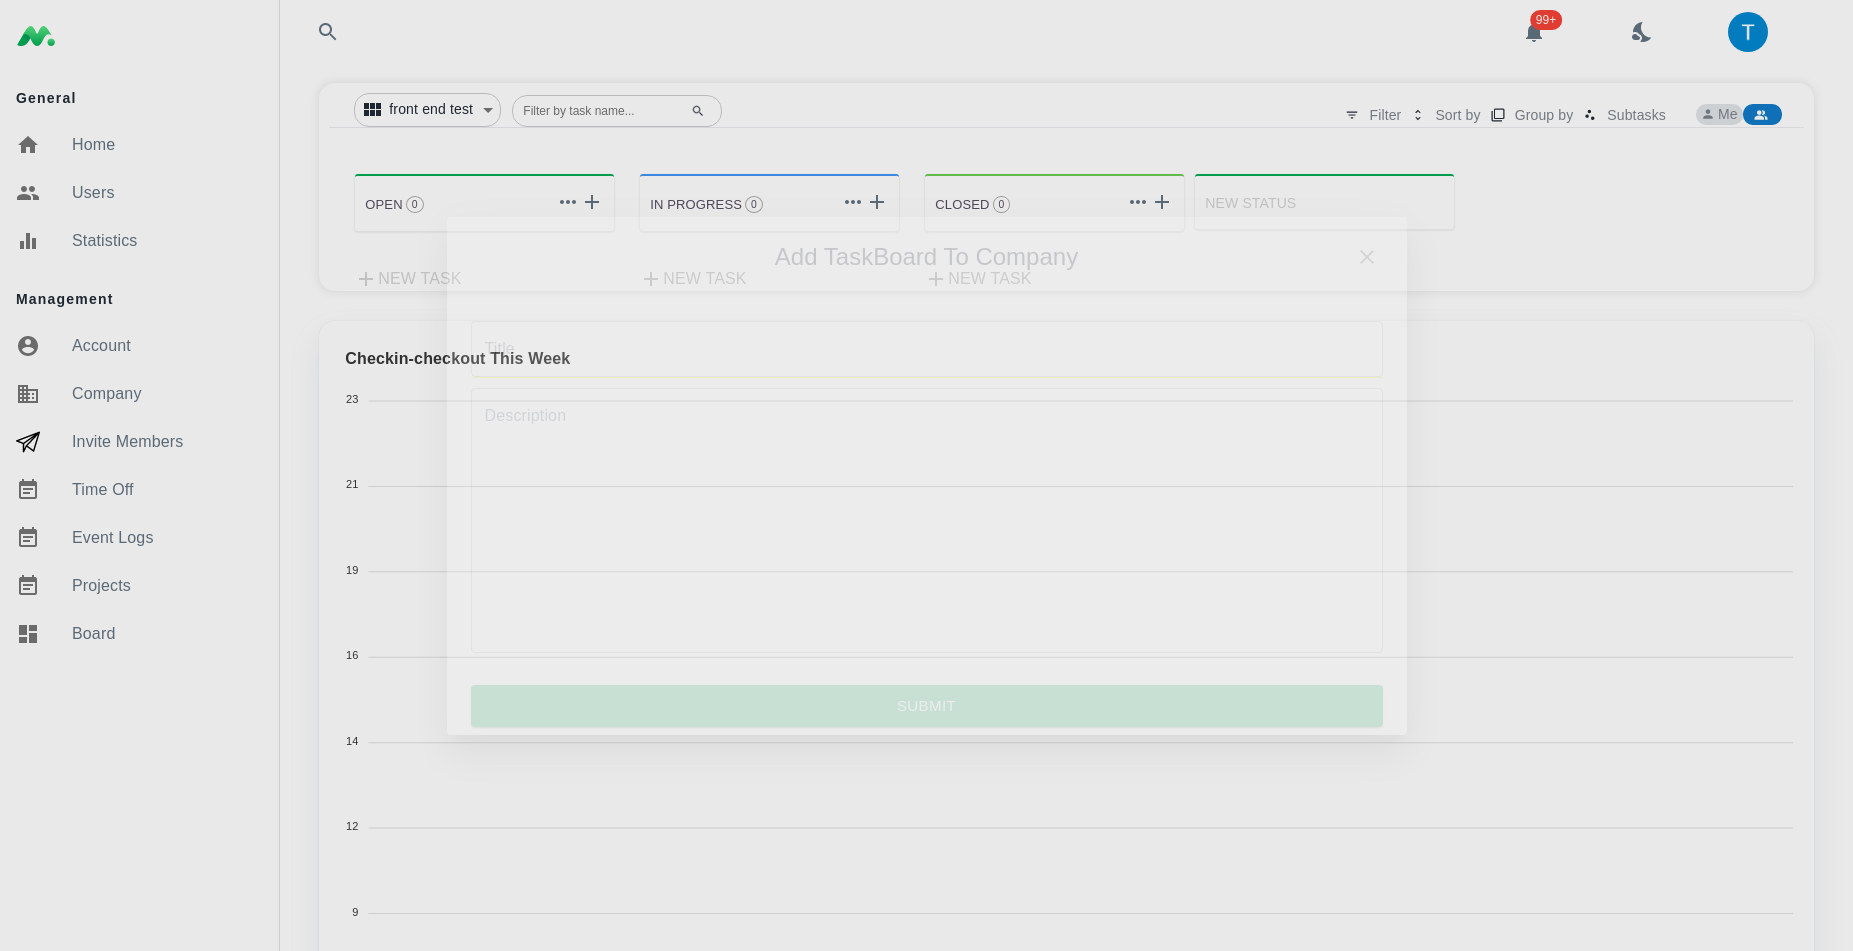 99+
T
General
Home
Users
Statistics
Management
Account
Company
Invite Members
Time Off
Event Logs
Projects
Board
front end test
Filter by task name...
Filter
Sort by
Group by
Subtasks
Me
OPEN 0
IN PROGRESS 0
CLOSED 0
NEW STATUS
NEW TASK
NEW TASK
NEW TASK
Add TaskBoard To Company
Title
Description
SUBMIT
Checkin-checkout This Week
23
21
19
16
14
12
9